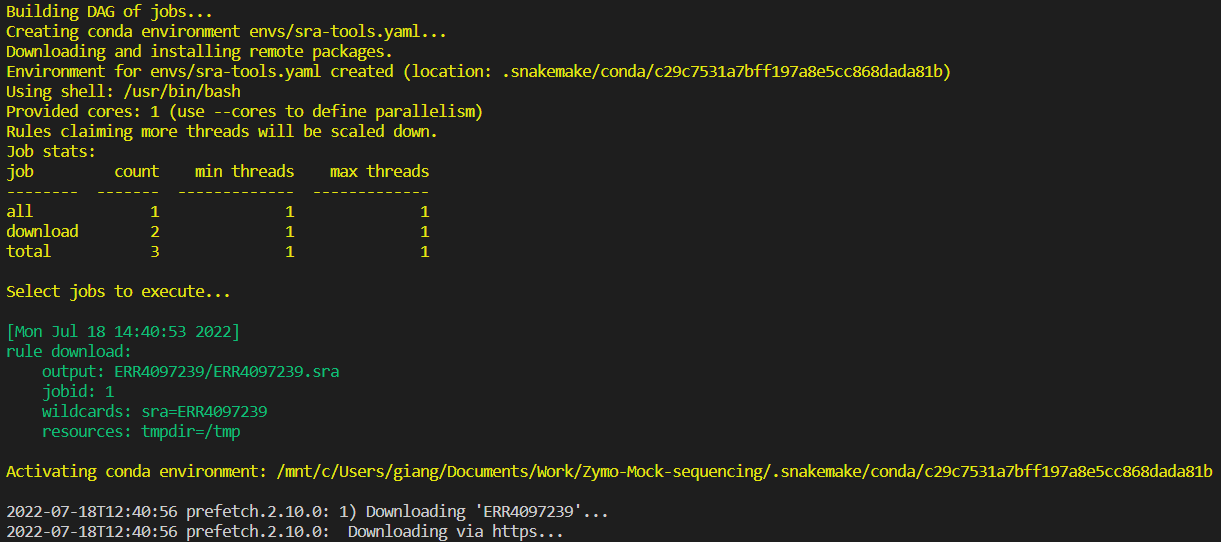 Building DAG of jobs...
Creating conda environment envs/sra-tools.yaml...
Downloading and installing remote packages.
Environment for envs/sra-tools.yaml created (location: .snakemake/conda/c29c7531a7bff197a8e5cc868dada81b)
Using shell: /usr/bin/bash
Provided cores: 1 (use --cores to define parallelism)
Rules claiming more threads will be scaled down.
Job stats:
job         count    min threads    max threads
--------  -------  -------------  -------------
all             1              1              1
download        2              1              1
total           3              1              1
Select jobs to execute...
[Mon Jul 18 14:40:53 2022]
rule download:
    output: ERR4097239/ERR4097239.sra
    jobid: 1
    wildcards: sra=ERR4097239
    resources: tmpdir=/tmp
Activating conda environment: /mnt/c/Users/giang/Documents/Work/Zymo-Mock-sequencing/.snakemake/conda/c29c7531a7bff197a8e5cc868dada81b
2022-07-18T12:40:56 prefetch.2.10.0: 1) Downloading 'ERR4097239'...
2022-07-18T12:40:56 prefetch.2.10.0:  Downloading via https...